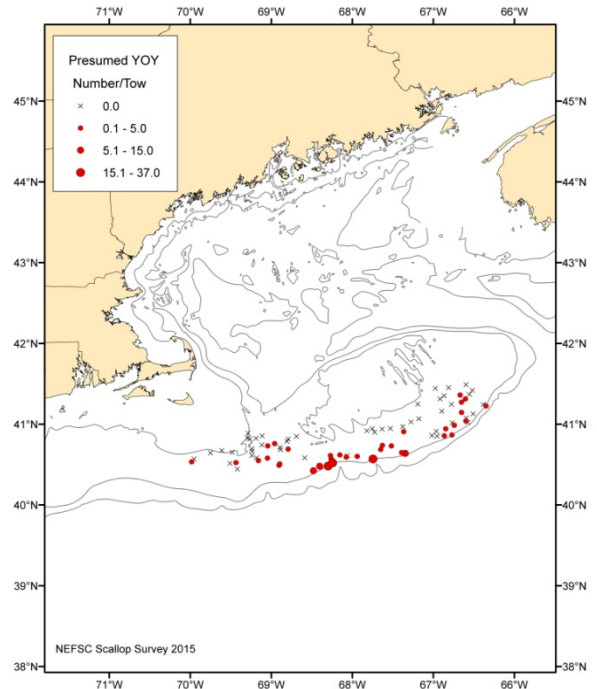 71°W 70°W 69°W 68°W 67°W 66°W
Presumed YOY
Number/Tow
0.0
0.1 - 5.0
5.1 - 15.0
15.1 - 37.0
45°N 45°N
44°N 44°N
43°N 43°N
42°N 42°N
41°N 41°N
40°N 40°N
39°N 39°N
NEFSC Scallop Survey 2015
38°N 38°N
71°W 70°W 69°W 68°W 67°W 66°W